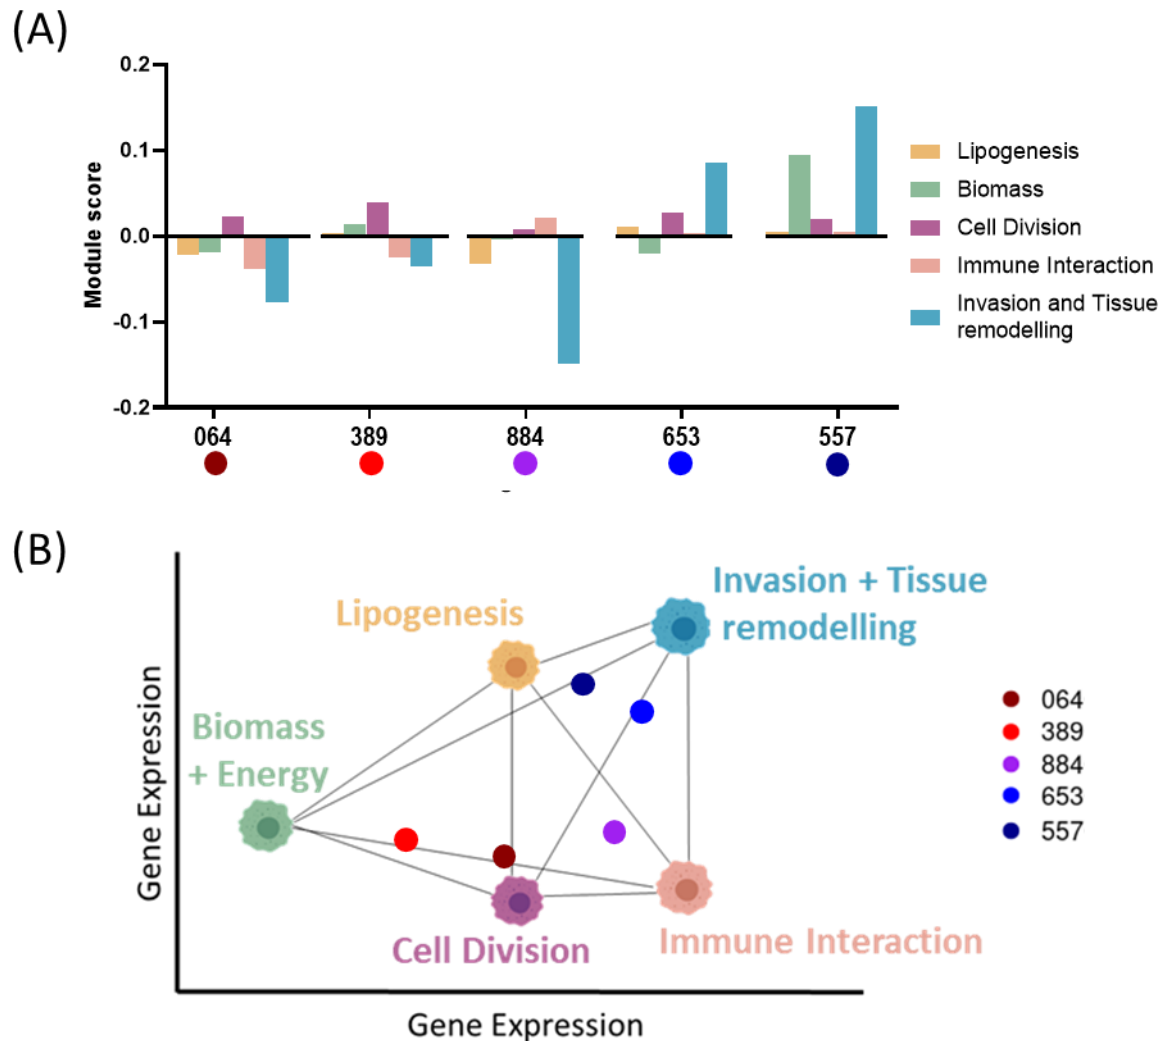 (A)
0.2
0.1
0.0
-0.1
-0.2
Module score
064
389
884
653
557
Lipogenesis
Biomass
Cell Division
Immune Interaction
Invasion and Tissue
remodelling
(B)
Gene Expression
Lipogenesis
Invasion + Tissue
remodelling
Biomass
+ Energy
Cell Division
Immune Interaction
Gene Expression
064
389
884
653
557